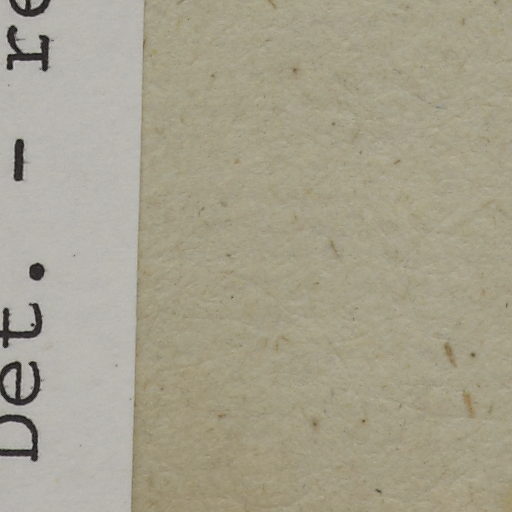 Det. - re